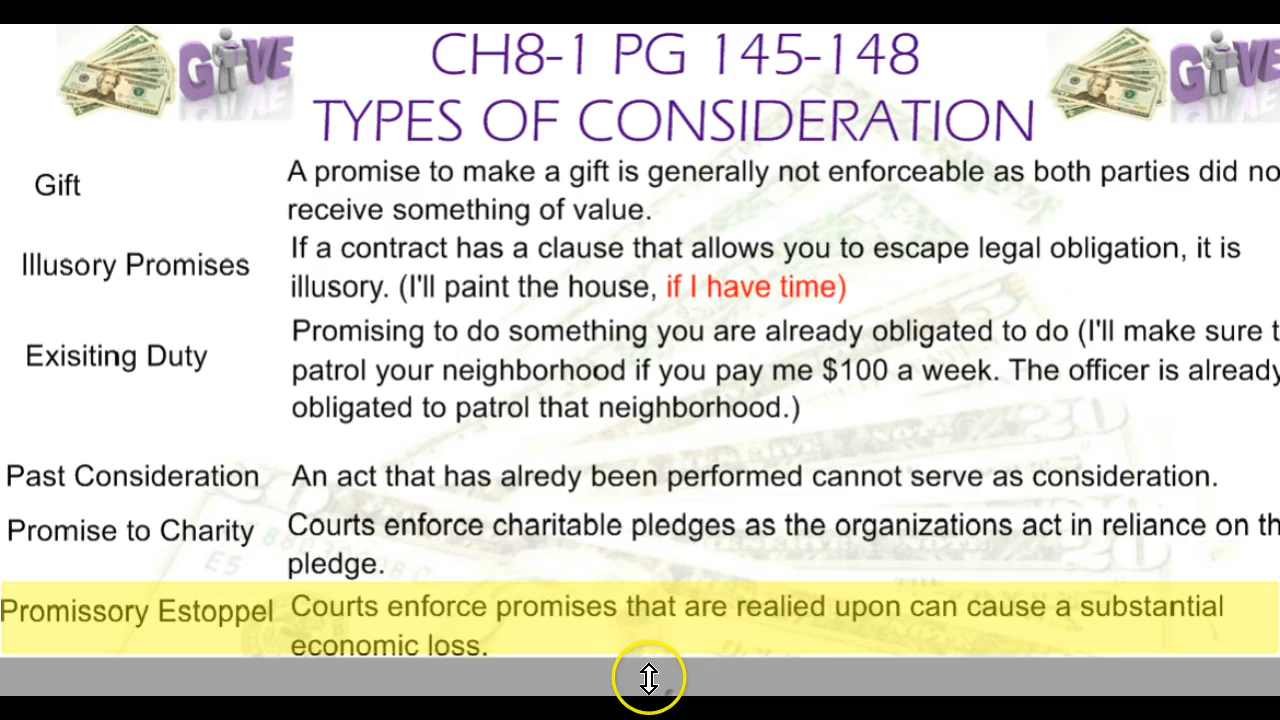 GIVE
CH8-1 PG 145-148
GIVE
TYPES OF CONSIDERATION
Gift
A promise to make a gift is generally not enforceable as both parties did no
receive something of value.
Illusory Promises
If a contract has a clause that allows you to escape legal obligation, it is
illusory. (I'll paint the house, if I have time)
Exisiting Duty
Promising to do something you are already obligated to do (I'll make sure t
patrol your neighborhood if you pay me $100 a week. The officer is already
obligated to patrol that neighborhood.)
Past Consideration
An act that has alredy been performed cannot serve as consideration.
Promise to Charity
Courts enforce charitable pledges as the organizations act in reliance on th
pledge.
Promissory Estoppel
Courts enforce promises that are realied upon can cause a substantial
economic loss.